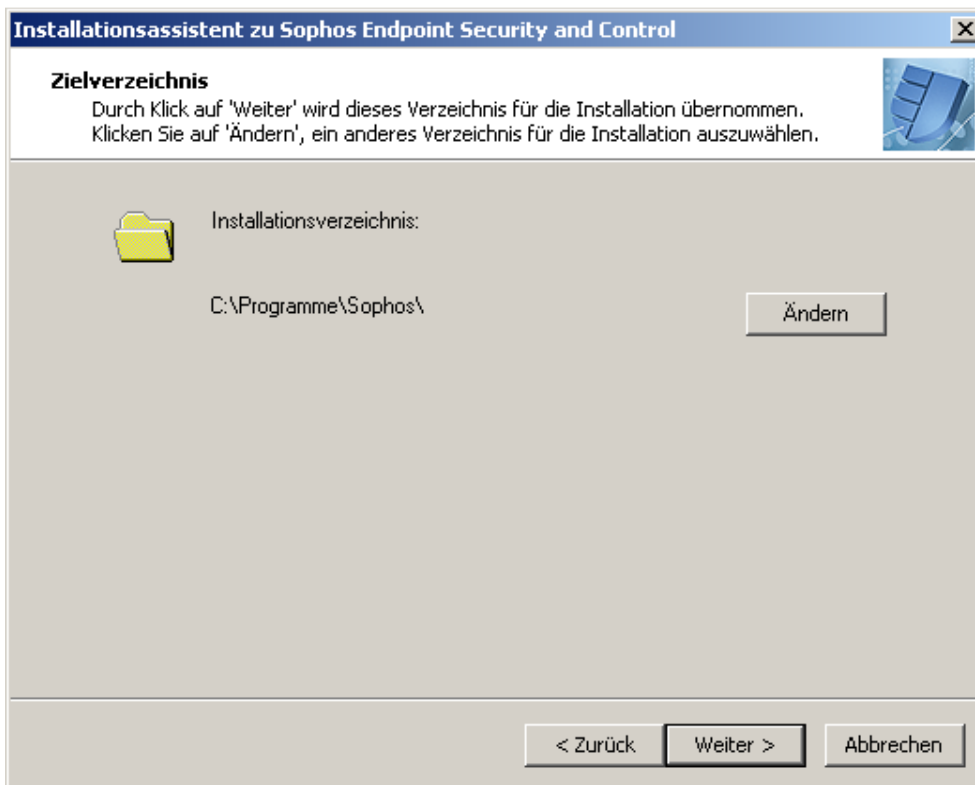 Installationsassistent zu Sophos Endpoint Security and Control
Zielverzeichnis
Durch Klick auf 'Weiter' wird dieses Verzeichnis für die Installation übernommen.
Klicken Sie auf 'Ändern', ein anderes Verzeichnis für die Installation auszuwählen.
Installationsverzeichnis:
C:\Programme\Sophos\
Ändern
< Zurück
Weiter >
Abbrechen